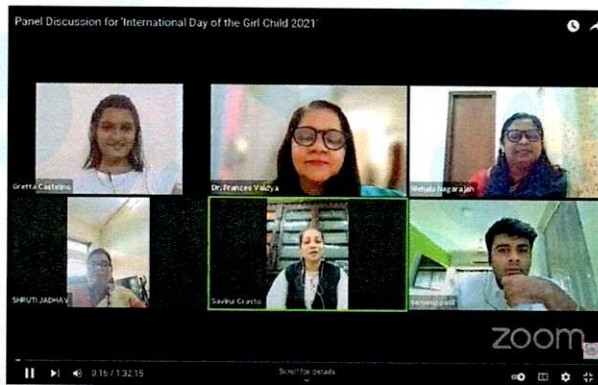 Panel Discussion for 'International Day of the Girl Child 2021'
Gretta Castelino
Dr. Frances Vaidya
Mehala Nagarajan
SHRUTI JADHAV
Savina Crasto
patil
zoom
0:16 / 1:32:15
Scroll for details